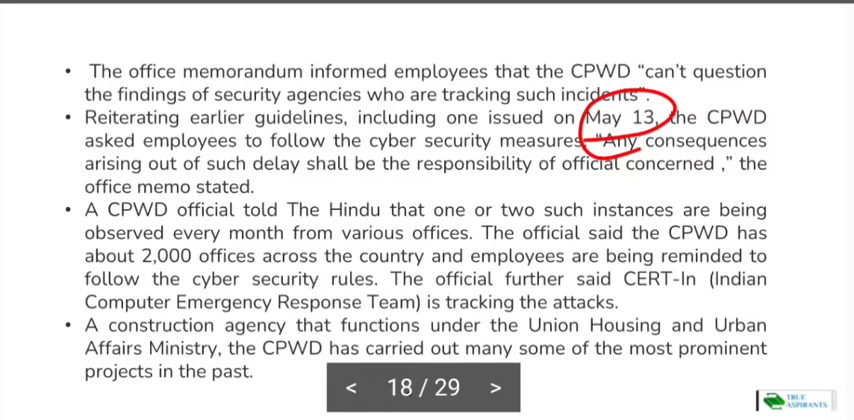 • The office memorandum informed employees that the CPWD “can’t question
the findings of security agencies who are tracking such incidents”.
• Reiterating earlier guidelines, including one issued on May 13, the CPWD
asked employees to follow the cyber security measures. “Any consequences
arising out of such delay shall be the responsibility of official concerned ,” the
office memo stated.
• A CPWD official told The Hindu that one or two such instances are being
observed every month from various offices. The official said the CPWD has
about 2,000 offices across the country and employees are being reminded to
follow the cyber security rules. The official further said CERT-In (Indian
Computer Emergency Response Team) is tracking the attacks.
• A construction agency that functions under the Union Housing and Urban
Affairs Ministry, the CPWD has carried out many some of the most prominent
projects in the past.
< 18 / 29 >
TRUE
ASPIRANTS